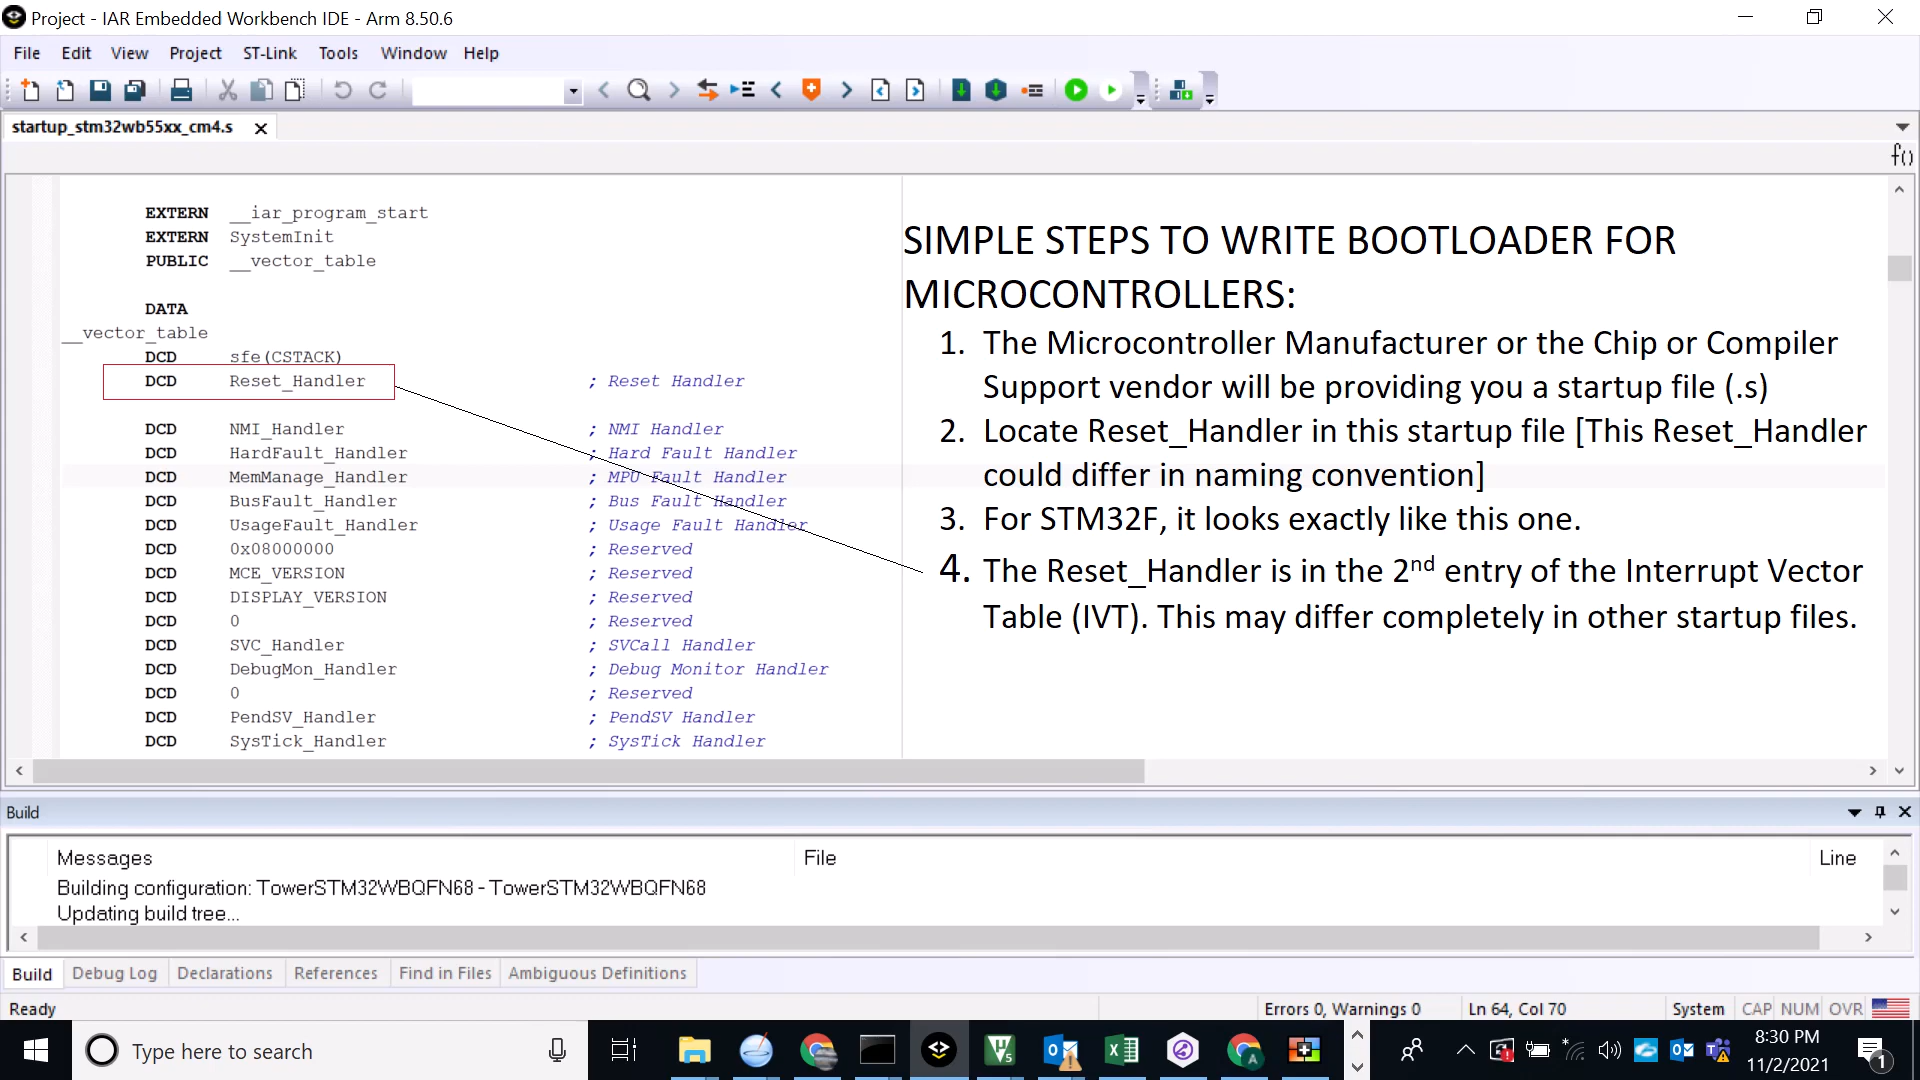 Project - IAR Embedded Workbench IDE - Arm 8.50.6
File Edit View Project ST-Link Tools Window Help
startup_stm32wb55xx_cm4.s
f()
EXTERN __iar_program_start
EXTERN SystemInit
PUBLIC __vector_table
DATA
__vector_table
DCD sfe(CSTACK)
DCD Reset_Handler ; Reset Handler
DCD NMI_Handler ; NMI Handler
DCD HardFault_Handler ; Hard Fault Handler
DCD MemManage_Handler ; MPU Fault Handler
DCD BusFault_Handler ; Bus Fault Handler
DCD UsageFault_Handler ; Usage Fault Handler
DCD 0x08000000 ; Reserved
DCD MCE_VERSION ; Reserved
DCD DISPLAY_VERSION ; Reserved
DCD 0 ; Reserved
DCD SVC_Handler ; SVCall Handler
DCD DebugMon_Handler ; Debug Monitor Handler
DCD 0 ; Reserved
DCD PendSV_Handler ; PendSV Handler
DCD SysTick_Handler ; SysTick Handler
SIMPLE STEPS TO WRITE BOOTLOADER FOR
MICROCONTROLLERS:
1. The Microcontroller Manufacturer or the Chip or Compiler
Support vendor will be providing you a startup file (.s)
2. Locate Reset_Handler in this startup file [This Reset_Handler
could differ in naming convention]
3. For STM32F, it looks exactly like this one.
4. The Reset_Handler is in the 2nd entry of the Interrupt Vector
Table (IVT). This may differ completely in other startup files.
Build
Messages File Line
Building configuration: TowerSTM32WBQFN68 - TowerSTM32WBQFN68
Updating build tree...
Build Debug Log Declarations References Find in Files Ambiguous Definitions
Ready Errors 0, Warnings 0 Ln 64, Col 70 System CAP NUM OVR
Type here to search
8:30 PM
11/2/2021
1